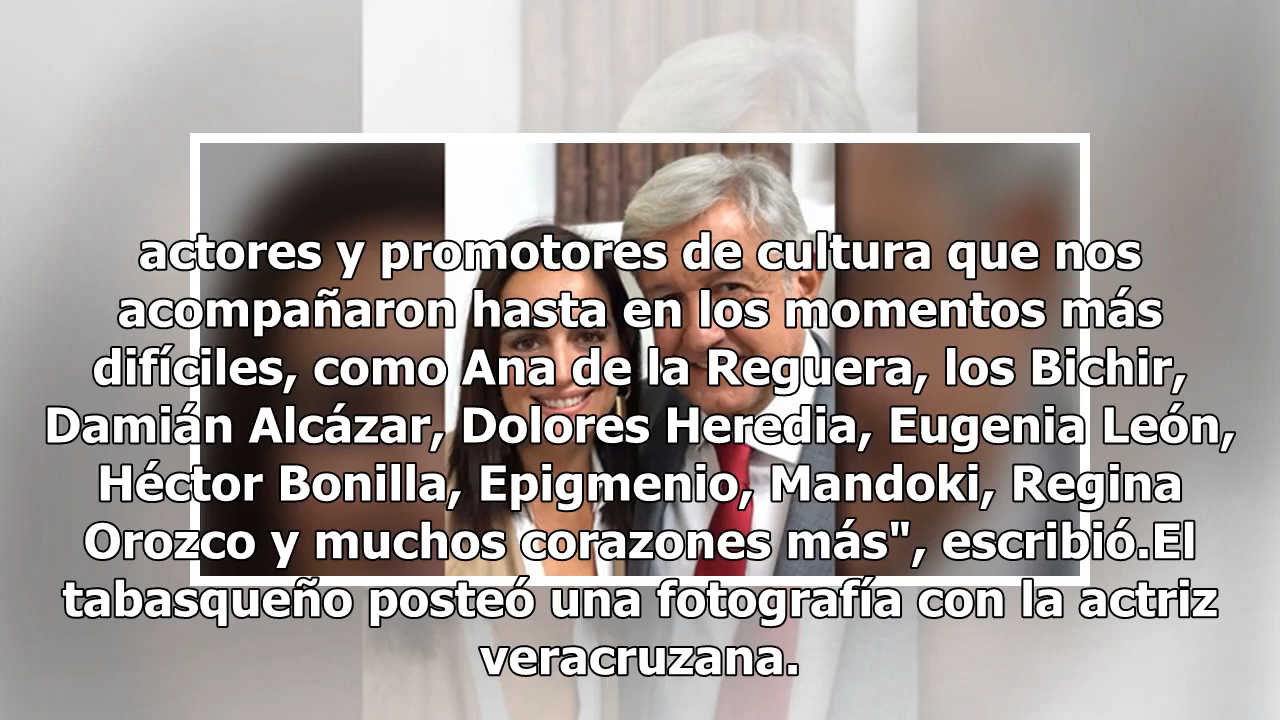 actores y promotores de cultura que nos
acompañaron hasta en los momentos más
difíciles, como Ana de la Reguera, los Bichir,
Damián Alcázar, Dolores Heredia, Eugenia León,
Héctor Bonilla, Epigmenio, Mandoki, Regina
Orozco y muchos corazones más", escribió.El
tabasqueño posteó una fotografía con la actriz
veracruzana.